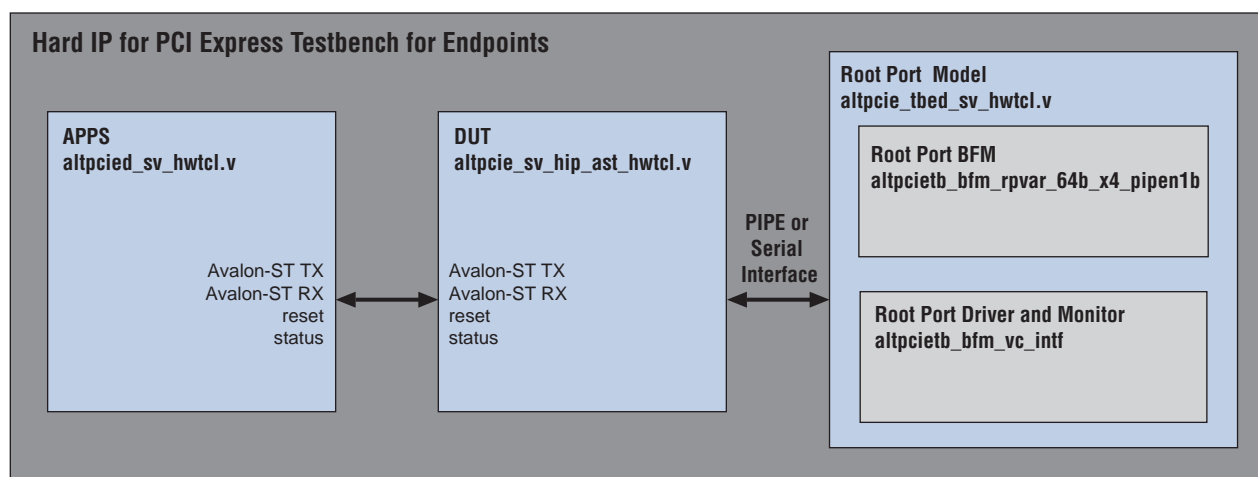 Hard IP for PCI Express Testbench for Endpoints
APPS
altpcied_sv_hwtcl.v
Avalon-ST TX
Avalon-ST RX
reset
status
DUT
altpcie_sv_hip_ast_hwtcl.v
Avalon-ST TX
Avalon-ST RX
reset
status
PIPE or
Serial
Interface
Root Port Model
altpcie_tbed_sv_hwtcl.v
Root Port BFM
altpcietb_bfm_rpvar_64b_x4_pipen1b
Root Port Driver and Monitor
altpcietb_bfm_vc_intf